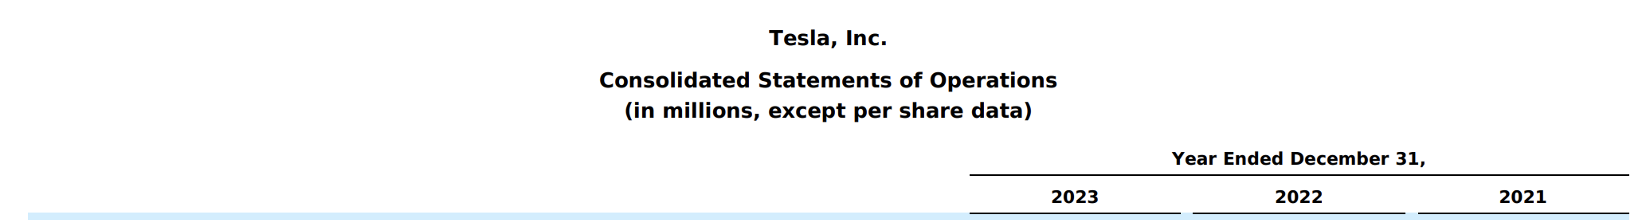 Tesla, Inc.
Consolidated Statements of Operations
(in millions, except per share data)
Year Ended December 31,
2023 2022 2021